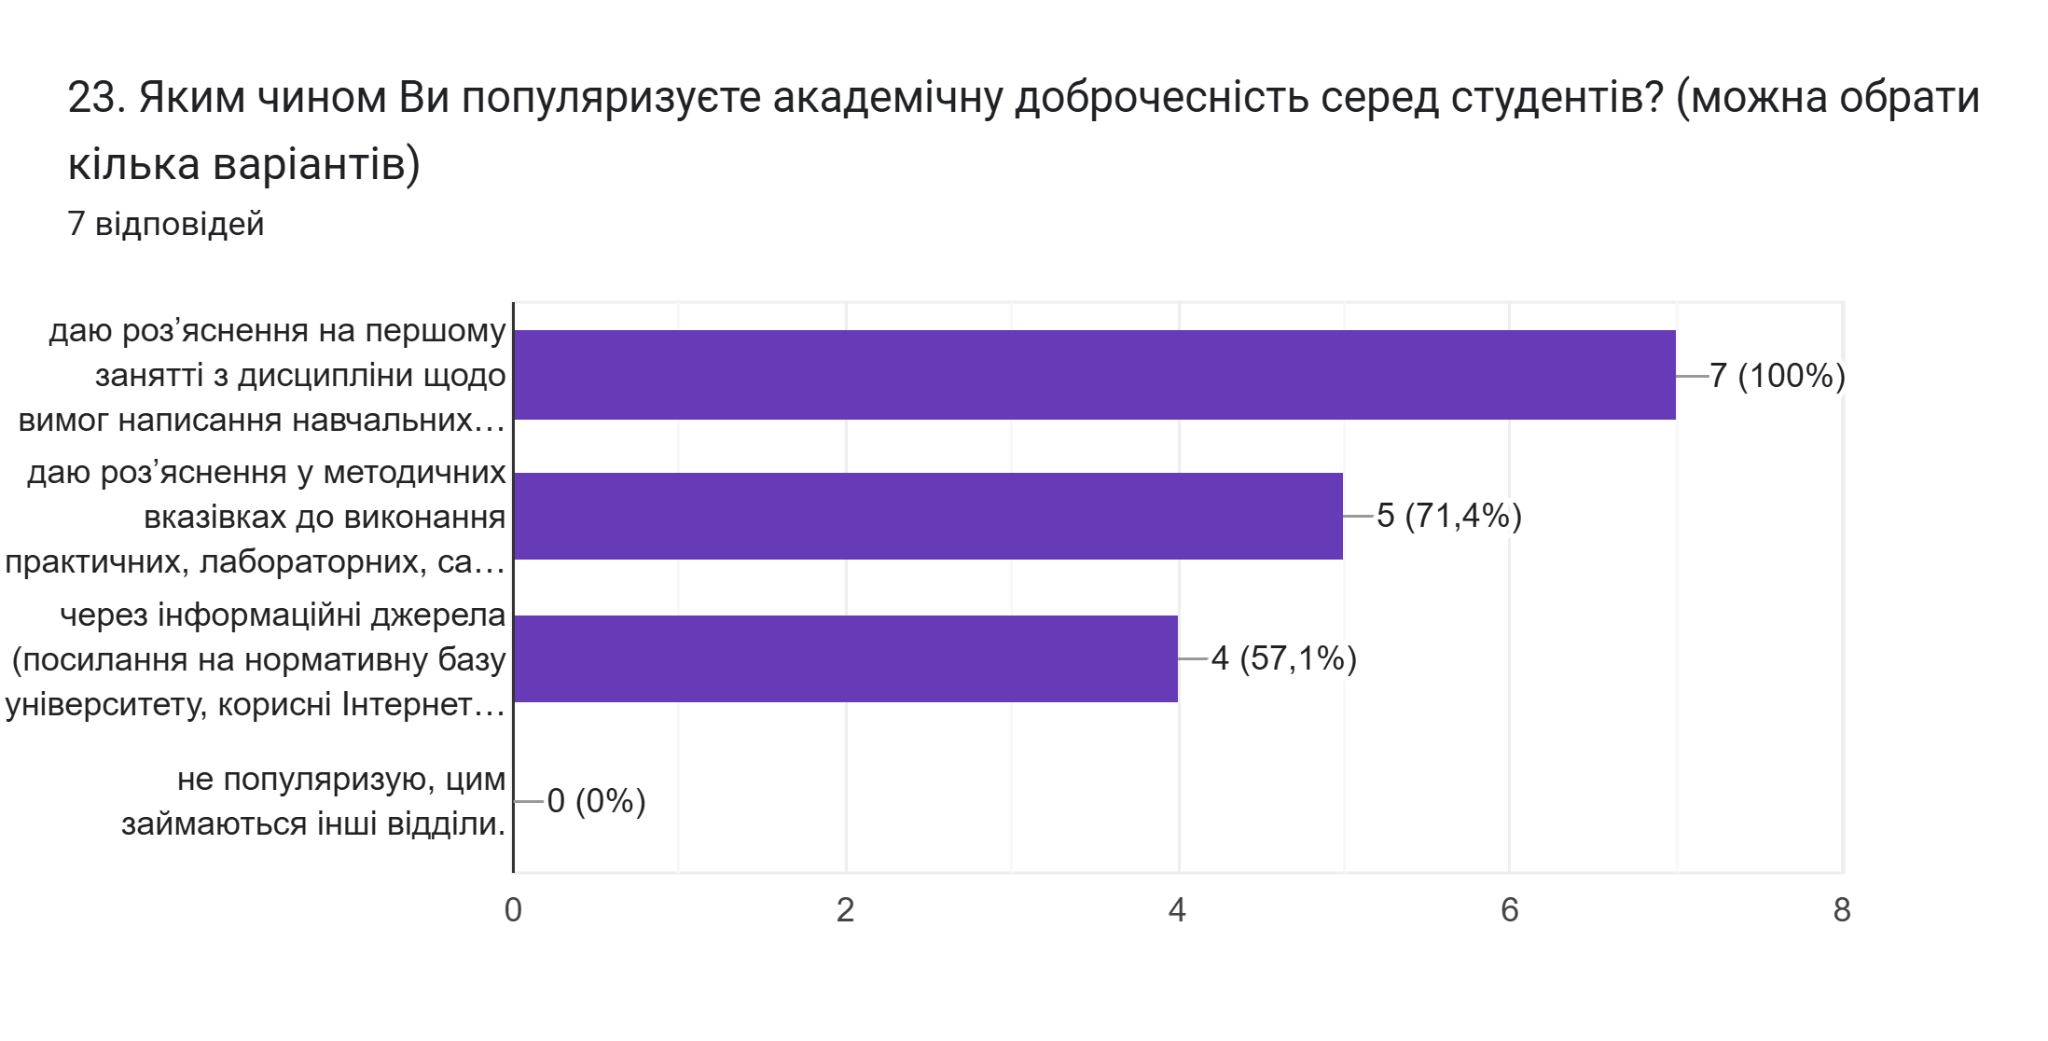 23. Яким чином Ви популяризуєте академічну доброчесність серед студентів? (можна обрати
кілька варіантів)
7 відповідей
даю роз’яснення на першому
занятті з дисципліни щодо
вимог написання навчальних…
7 (100%)
даю роз’яснення у методичних
вказівках до виконання
практичних, лабораторних, са…
5 (71,4%)
через інформаційні джерела
(посилання на нормативну базу
університету, корисні Інтернет…
4 (57,1%)
не популяризую, цим
займаються інші відділи.
0 (0%)
0 2 4 6 8